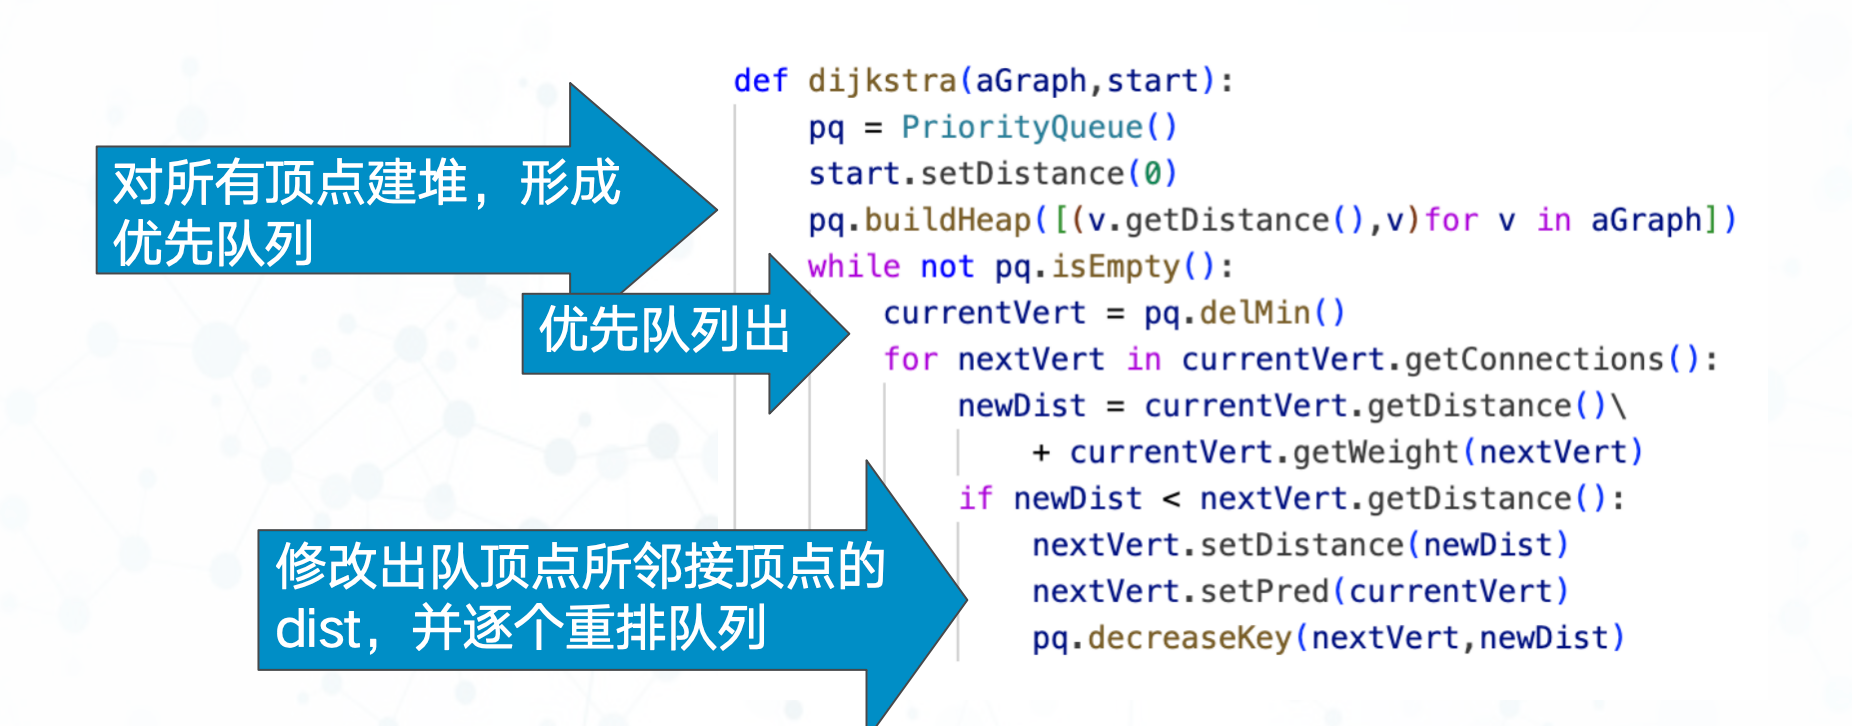 def dijkstra(aGraph,start):
pq = PriorityQueue()
start.setDistance(0)
对所有顶点建堆，形成
优先队列
pq.buildHeap([(v.getDistance(),v)for v in aGraph])
while not pq.isEmpty():
优先队列出
currentVert = pq.delMin()
for nextVert in currentVert.getConnections():
newDist = currentVert.getDistance()\
+ currentVert.getWeight(nextVert)
if newDist < nextVert.getDistance():
修改出队顶点所邻接顶点的
dist，并逐个重排队列
nextVert.setDistance(newDist)
nextVert.setPred(currentVert)
pq.decreaseKey(nextVert,newDist)